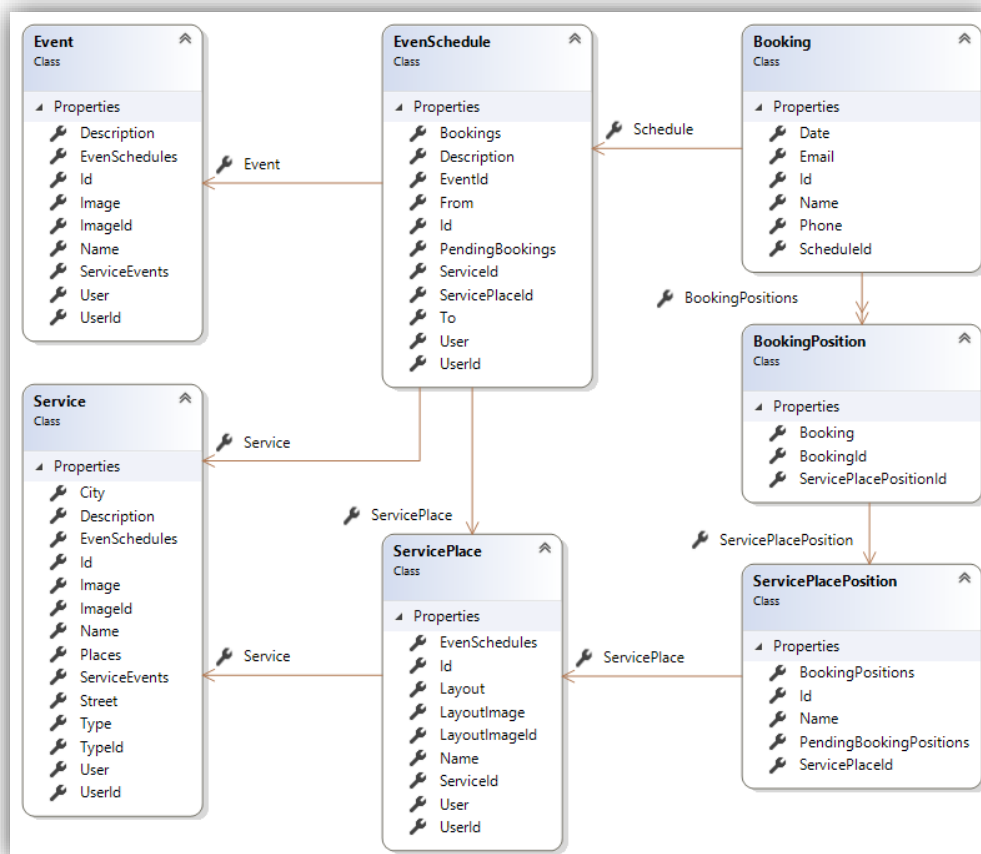 Event
Class
Properties
Description
EvenSchedules
Id
Image
ImageId
Name
ServiceEvents
User
UserId
Event
EvenSchedule
Class
Properties
Bookings
Description
EventId
From
Id
PendingBookings
ServiceId
ServicePlaceId
To
User
UserId
Schedule
Booking
Class
Properties
Date
Email
Id
Name
Phone
ScheduleId
BookingPositions
BookingPosition
Class
Properties
Booking
BookingId
ServicePlacePositionId
Service
Class
Properties
City
Description
EvenSchedules
Id
Image
ImageId
Name
Places
ServiceEvents
Street
Type
TypeId
User
UserId
Service
ServicePlace
Service
ServicePlace
Class
Properties
EvenSchedules
Id
Layout
LayoutImage
LayoutImageId
Name
ServiceId
User
UserId
ServicePlacePosition
ServicePlace
ServicePlacePosition
Class
Properties
BookingPositions
Id
Name
PendingBookingPositions
ServicePlaceId